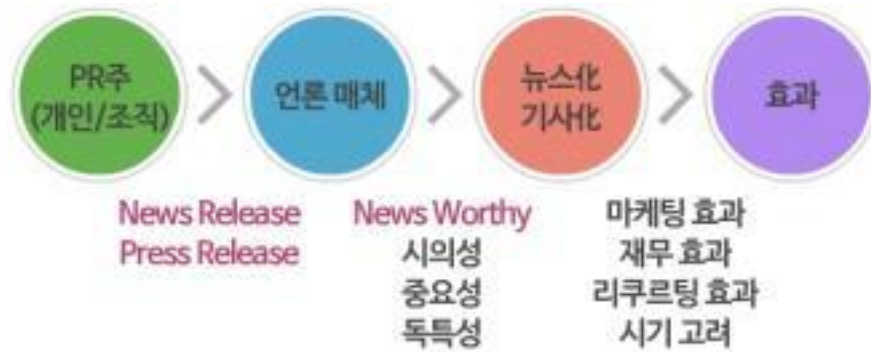 PR주
(개인/조직)
언론 매체
뉴스化
기사化
효과
News Release
Press Release
News Worthy
시의성
중요성
독특성
마케팅 효과
재무 효과
리쿠르팅 효과
시기 고려